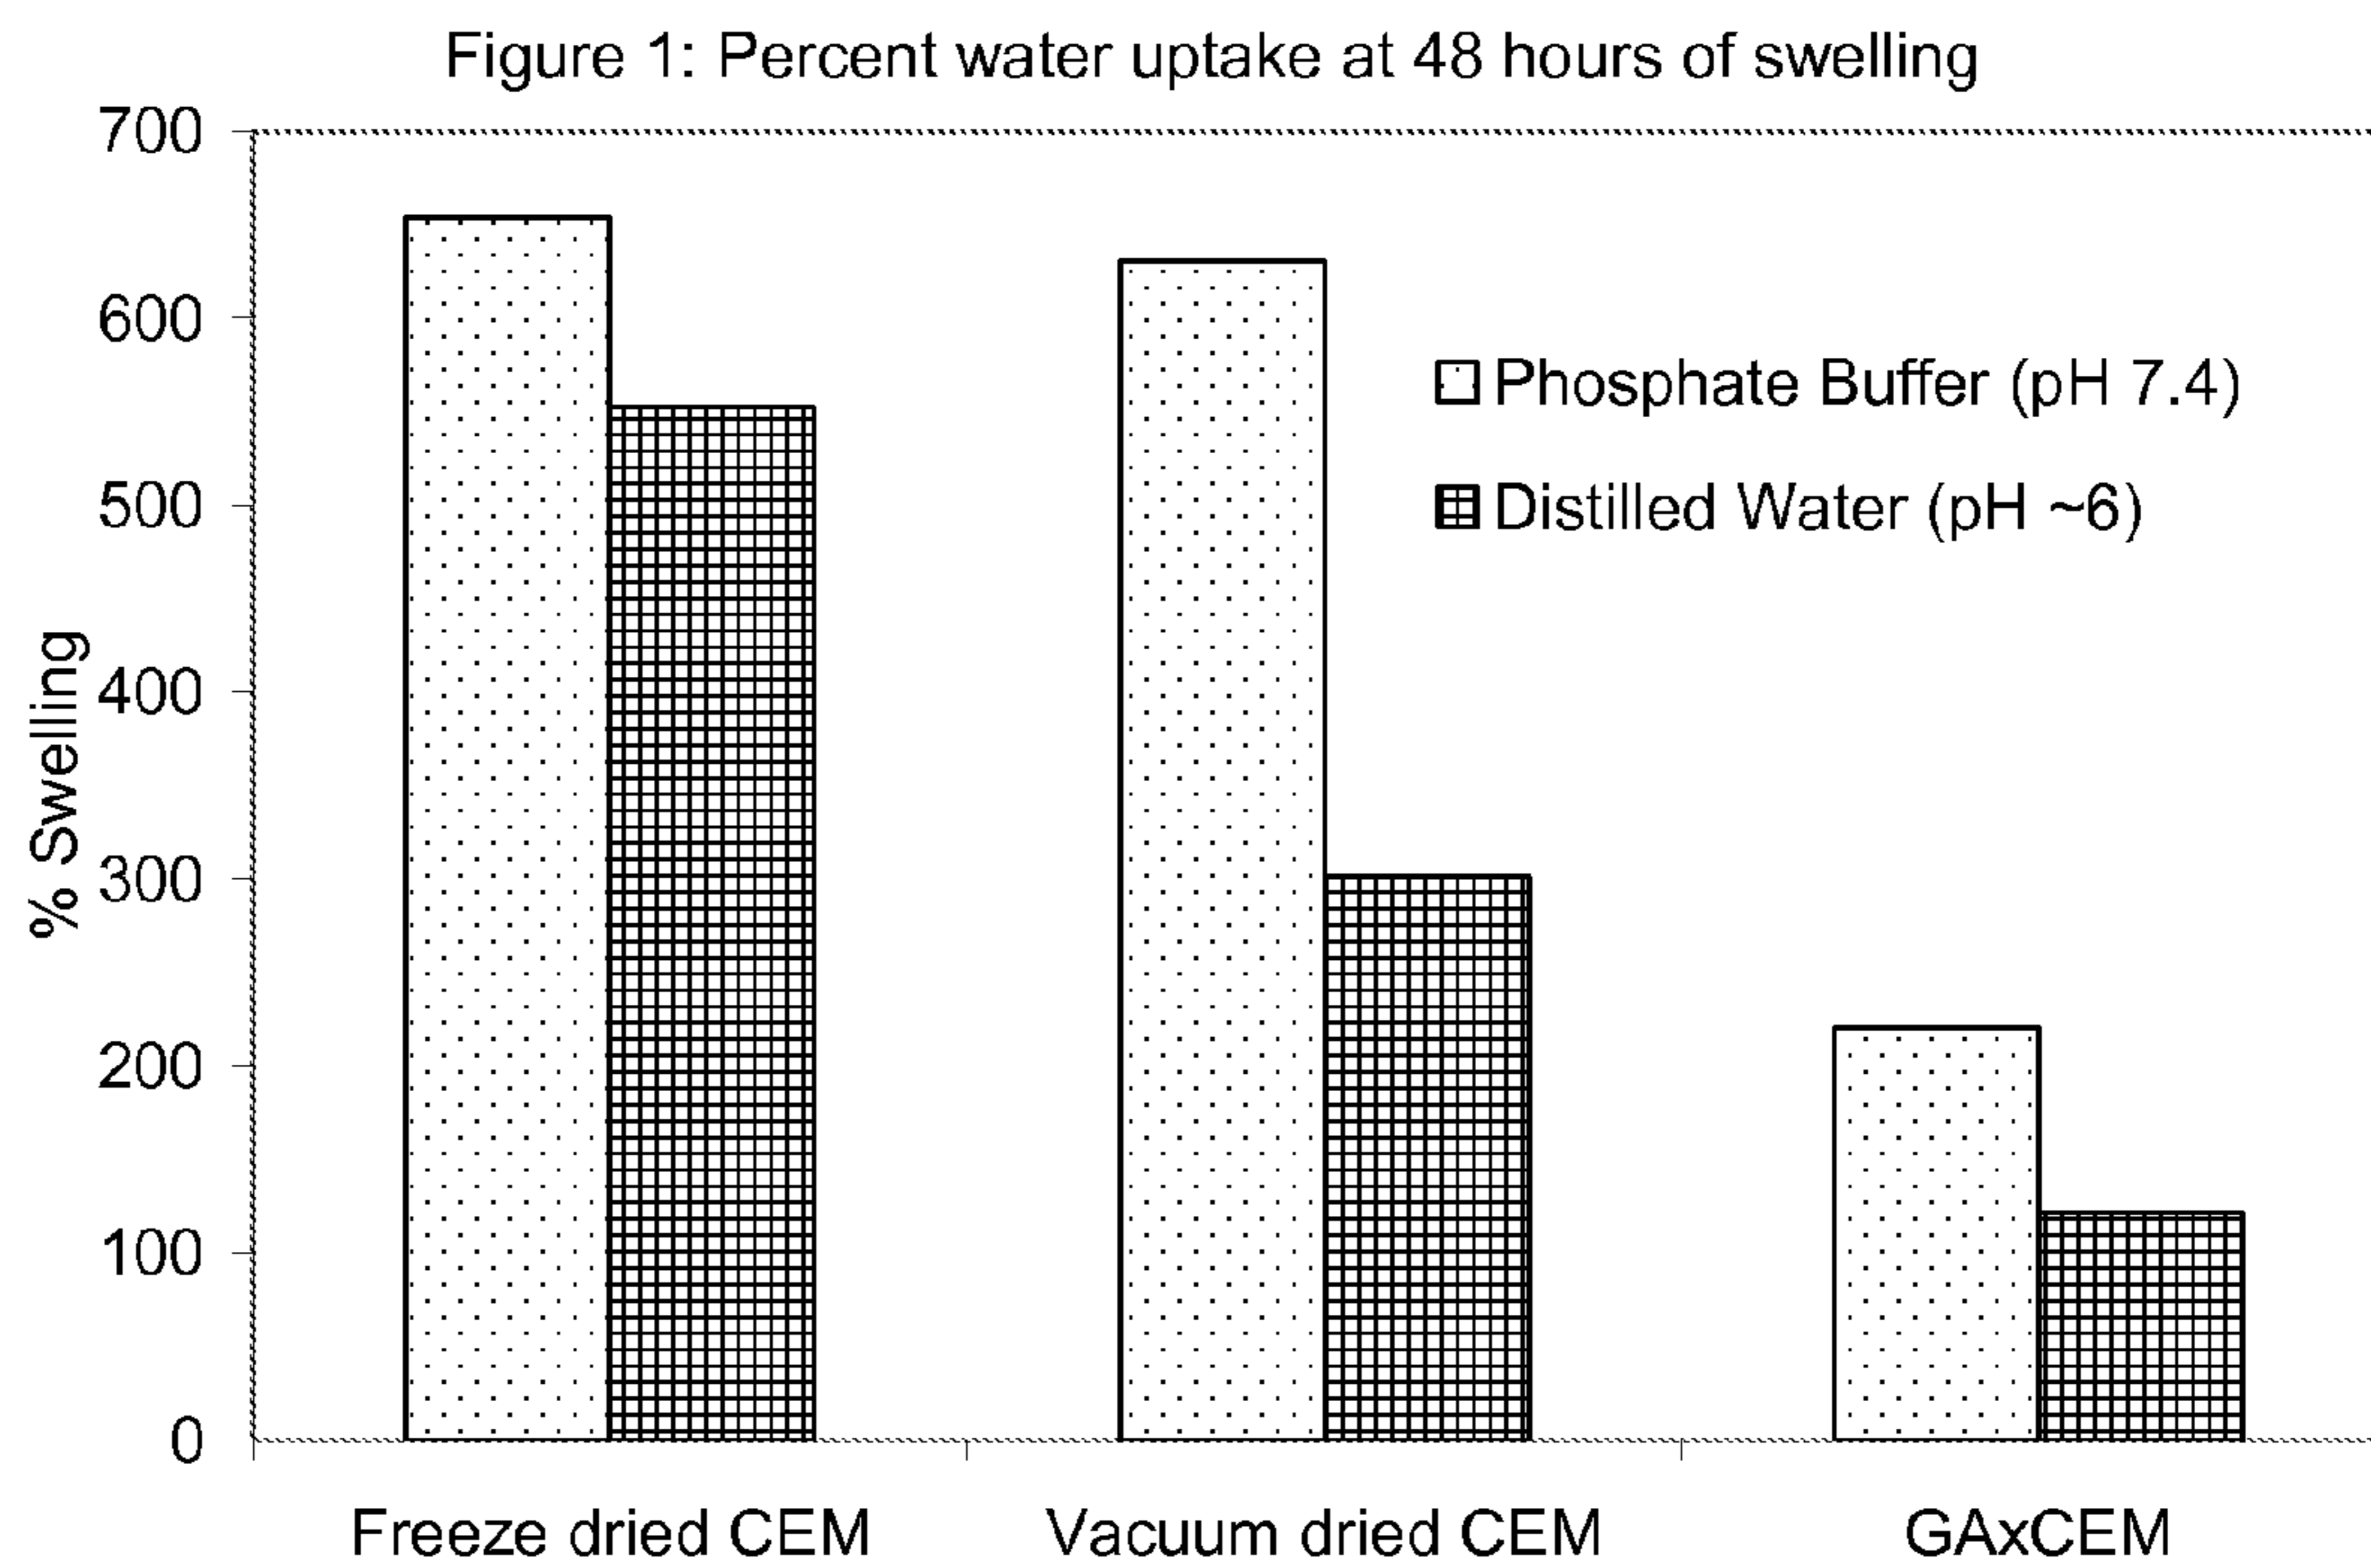 Figure 1: Percent water uptake at 48 hours of swelling
700
600
500
400
300
200
100
0
% Swelling
Phosphate Buffer (pH 7.4)
Distilled Water (pH ~6)
Freeze dried CEM
Vacuum dried CEM
GAxCEM